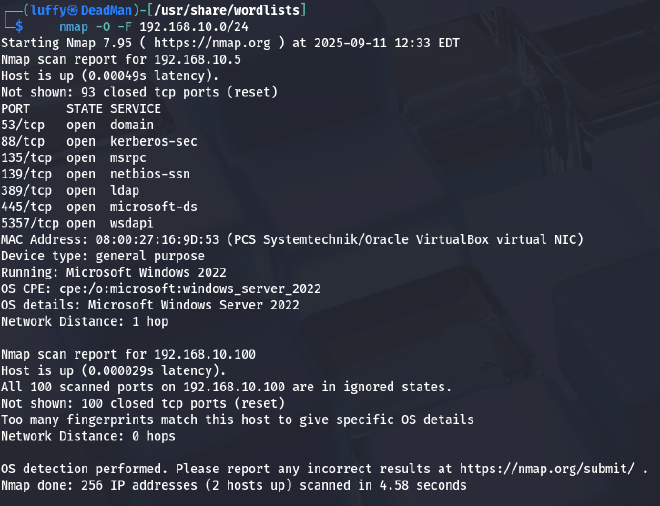 ┌──(luffy㉿DeadMan)-[/usr/share/wordlists]
└─$ nmap -O -F 192.168.10.0/24
Starting Nmap 7.95 ( https://nmap.org ) at 2025-09-11 12:33 EDT
Nmap scan report for 192.168.10.5
Host is up (0.00049s latency).
Not shown: 93 closed tcp ports (reset)
PORT     STATE SERVICE
53/tcp   open  domain
88/tcp   open  kerberos-sec
135/tcp  open  msrpc
139/tcp  open  netbios-ssn
389/tcp  open  ldap
445/tcp  open  microsoft-ds
5357/tcp open  wsdapi
MAC Address: 08:00:27:16:9D:53 (PCS Systemtechnik/Oracle VirtualBox virtual NIC)
Device type: general purpose
Running: Microsoft Windows 2022
OS CPE: cpe:/o:microsoft:windows_server_2022
OS details: Microsoft Windows Server 2022
Network Distance: 1 hop
Nmap scan report for 192.168.10.100
Host is up (0.000029s latency).
All 100 scanned ports on 192.168.10.100 are in ignored states.
Not shown: 100 closed tcp ports (reset)
Too many fingerprints match this host to give specific OS details
Network Distance: 0 hops
OS detection performed. Please report any incorrect results at https://nmap.org/submit/ .
Nmap done: 256 IP addresses (2 hosts up) scanned in 4.58 seconds